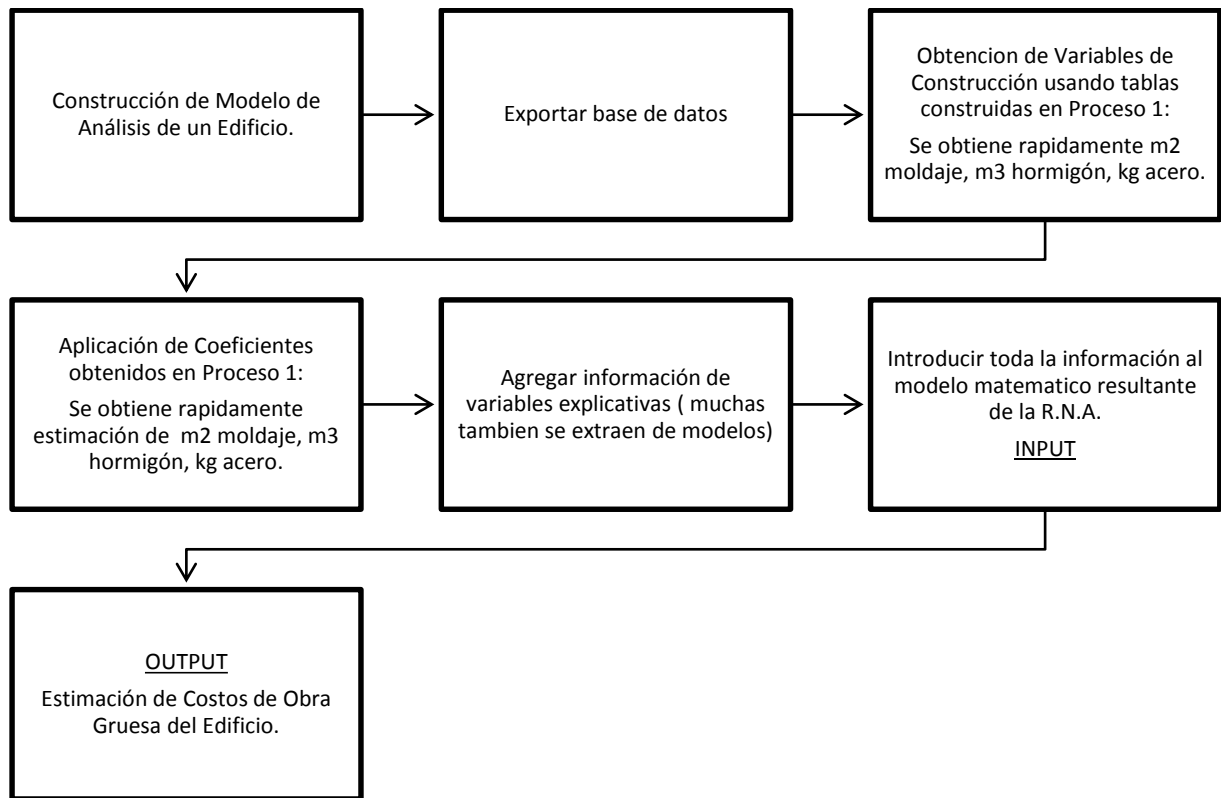 Construcción de Modelo de
Análisis de un Edificio.
Exportar base de datos
Obtencion de Variables de
Construcción usando tablas
construidas en Proceso 1:
Se obtiene rapidamente m2
moldaje, m3 hormigón, kg acero.
Aplicación de Coeficientes
obtenidos en Proceso 1:
Se obtiene rapidamente
estimación de m2 moldaje, m3
hormigón, kg acero.
Agregar información de
variables explicativas ( muchas
tambien se extraen de modelos)
Introducir toda la información al
modelo matematico resultante
de la R.N.A.
INPUT
OUTPUT
Estimación de Costos de Obra
Gruesa del Edificio.